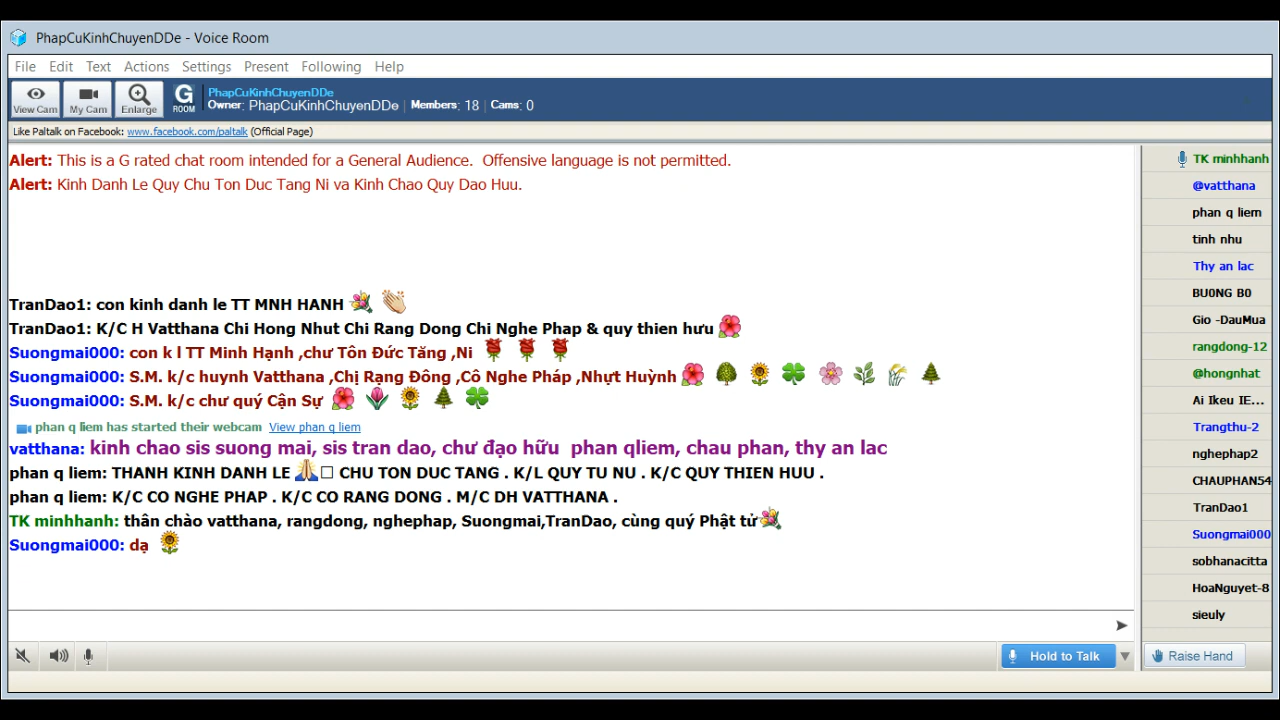 PhapCuKinhChuyenDDe - Voice Room
File Edit Text Actions Settings Present Following Help
View Cam My Cam Enlarge G ROOM PhapCuKinhChuyenDDe
Owner: PhapCuKinhChuyenDDe | Members: 18 | Cams: 0
Like Paltalk on Facebook: www.facebook.com/paltalk (Official Page)
Alert: This is a G rated chat room intended for a General Audience.  Offensive language is not permitted.
Alert: Kinh Danh Le Quy Chu Ton Duc Tang Ni va Kinh Chao Quy Dao Huu.
TranDao1: con kinh danh le TT MNH HANH 💐 👏
TranDao1: K/C H Vatthana Chi Hong Nhut Chi Rang Dong Chi Nghe Phap & quy thien hưu 🌺
Suongmai000: con k l TT Minh Hạnh ,chư Tôn Đức Tăng ,Ni 🌹 🌹 🌹
Suongmai000: S.M. k/c huynh Vatthana ,Chị Rạng Đông ,Cô Nghe Pháp ,Nhựt Huỳnh 🌺 🌳 🌻 🍀 🌸 🌿 🌾 🌲
Suongmai000: S.M. k/c chư quý Cận Sự 🌺 🌷 🌻 🌲 🍀
phan q liem has started their webcam View phan q liem
vatthana: kinh chao sis suong mai, sis tran dao, chư đạo hữu  phan qliem, chau phan, thy an lac
phan q liem: THANH KINH DANH LE 🙏□ CHU TON DUC TANG . K/L QUY TU NU . K/C QUY THIEN HUU .
phan q liem: K/C CO NGHE PHAP . K/C CO RANG DONG . M/C DH VATTHANA .
TK minhhanh: thân chào vatthana, rangdong, nghephap, Suongmai,TranDao, cùng quý Phật tử 💐
Suongmai000: dạ 🌻
TK minhhanh
@vatthana
phan q liem
tinh nhu
Thy an lac
BU0NG B0
Gio -DauMua
rangdong-12
@hongnhat
Ai Ikeu IE...
Trangthu-2
nghephap2
CHAUPHAN54
TranDao1
Suongmai000
sobhanacitta
HoaNguyet-8
sieuly
Hold to Talk
Raise Hand